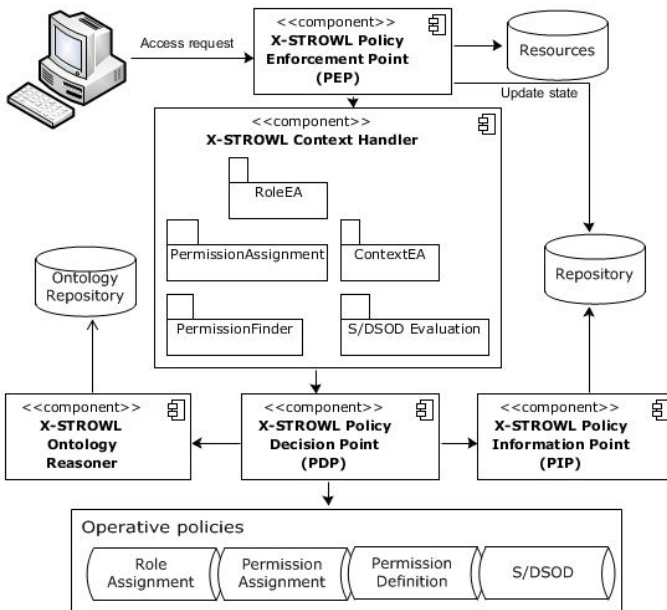 Access request
<<component>>
X-STROWL Policy
Enforcement Point
(PEP)
Resources
Update state
<<component>>
X-STROWL Context Handler
RoleEA
PermissionAssignment
ContextEA
PermissionFinder
S/DSOD Evaluation
Ontology
Repository
Repository
<<component>>
X-STROWL
Ontology
Reasoner
<<component>>
X-STROWL Policy
Decision Point
(PDP)
<<component>>
X-STROWL Policy
Information Point
(PIP)
Operative policies
Role
Assignment
Permission
Assignment
Permission
Definition
S/DSOD